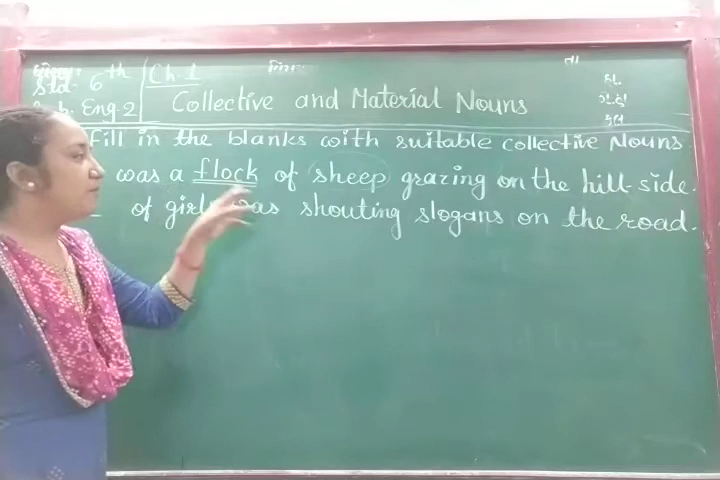 Std. 6th Ch. 1
Eng-2 Collective and Material Nouns
Fill in the blanks with suitable collective Nouns
was a flock of sheep grazing on the hill-side.
of girls was shouting slogans on the road.